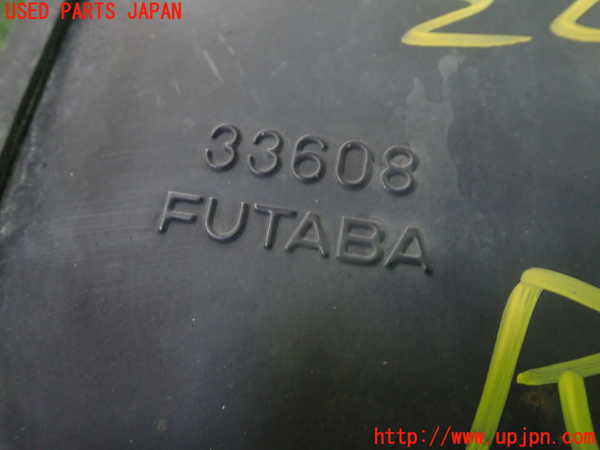 USED PARTS JAPAN
33608
FUTABA
http://www.upjpn.com/